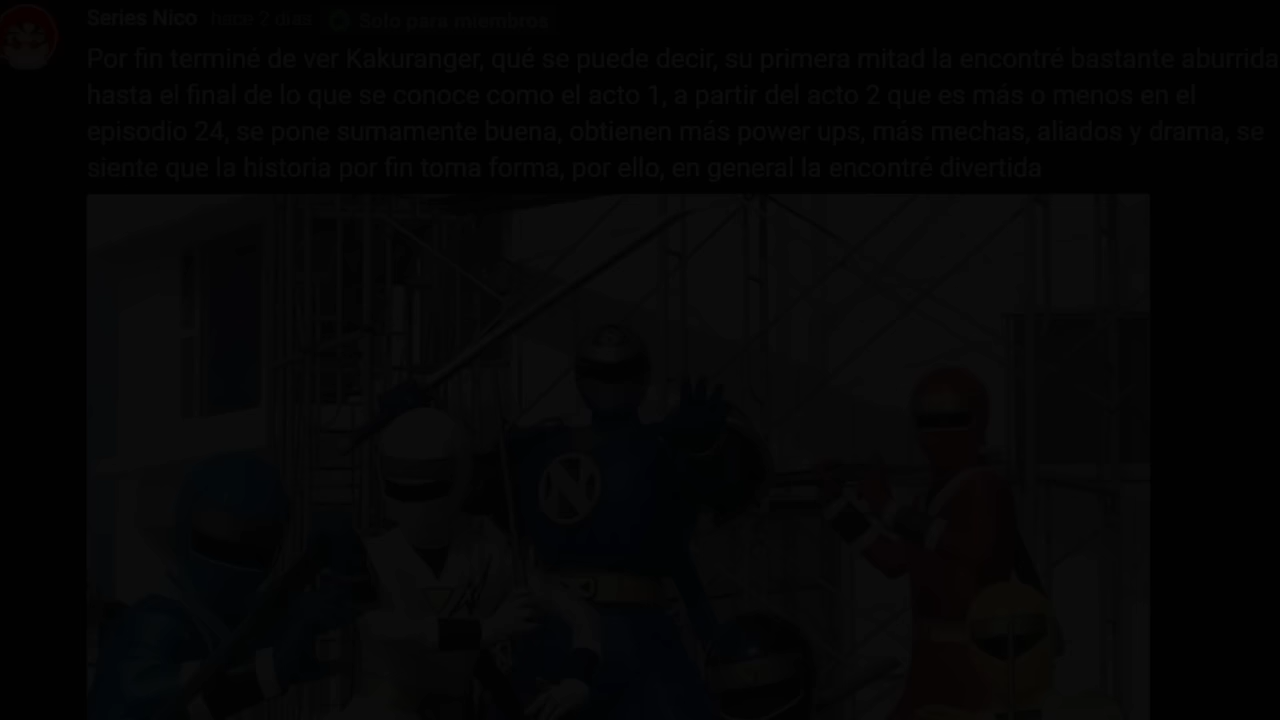 Series Nico hace 2 días Solo para miembros
Por fin terminé de ver Kakuranger, qué se puede decir, su primera mitad la encontré bastante aburrida
hasta el final de lo que se conoce como el acto 1, a partir del acto 2 que es más o menos en el
episodio 24, se pone sumamente buena, obtienen más power ups, más mechas, aliados y drama, se
siente que la historia por fin toma forma, por ello, en general la encontré divertida
N